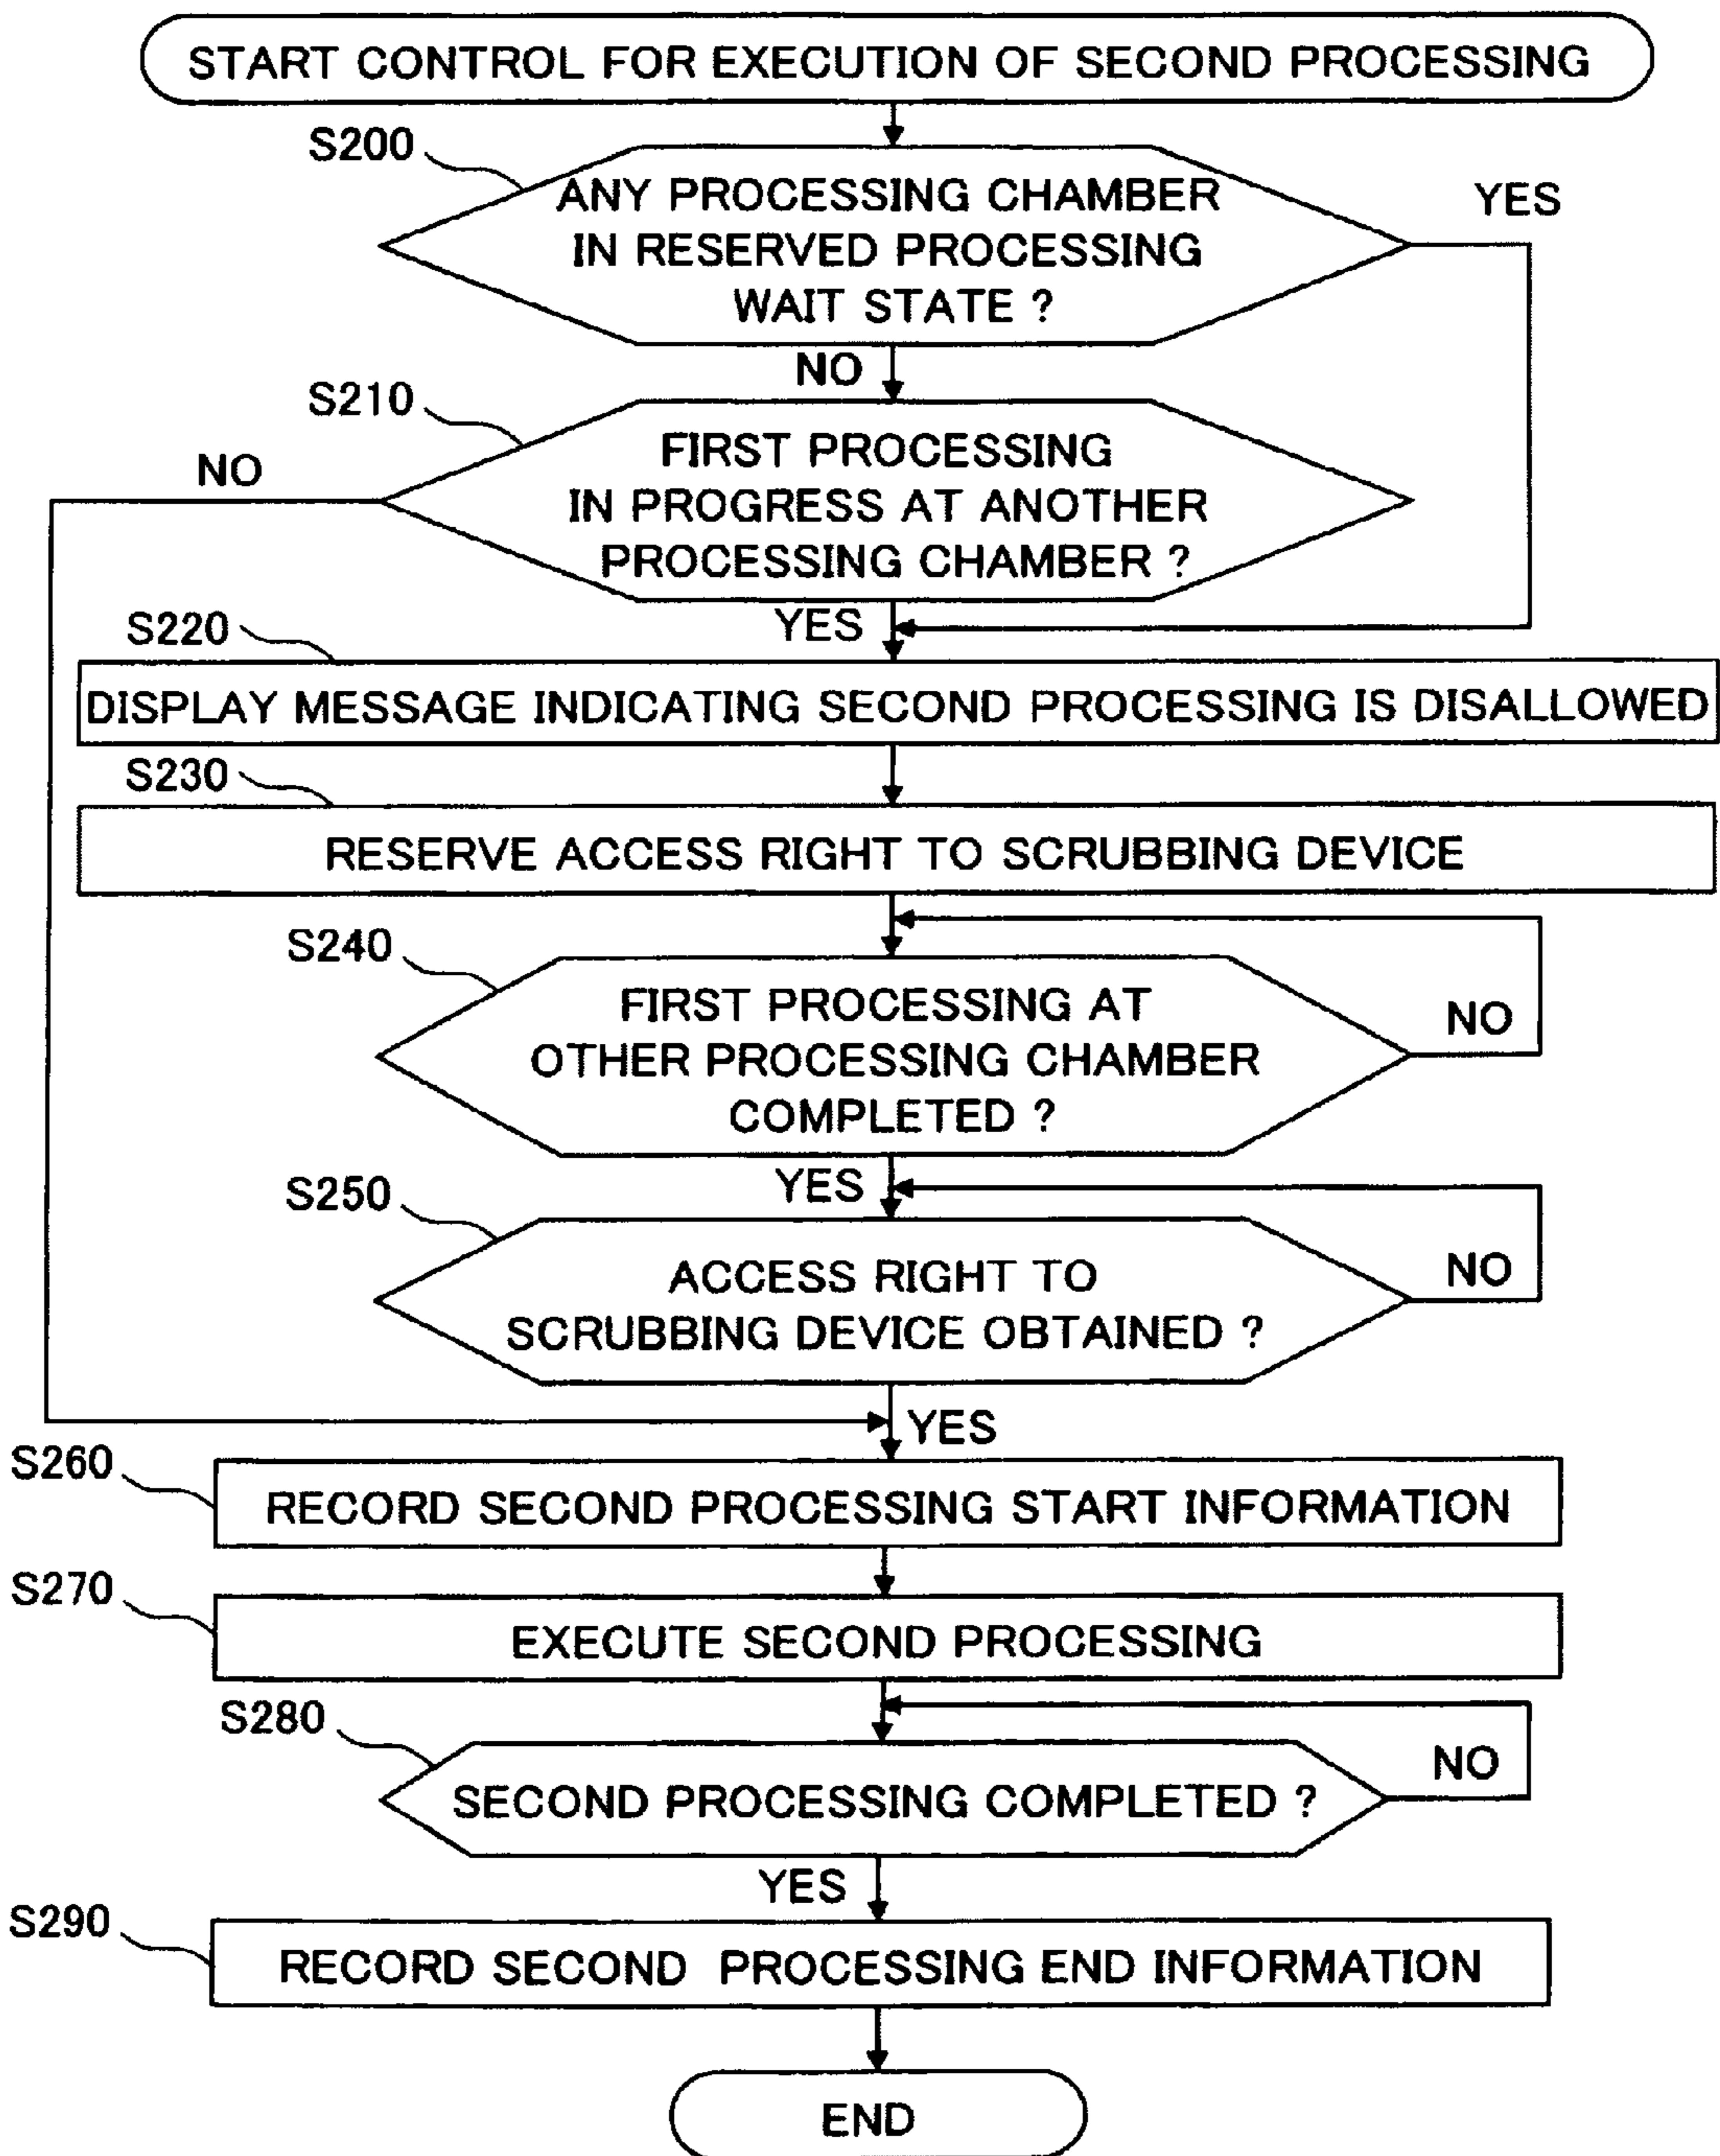 START CONTROL FOR EXECUTION OF SECOND PROCESSING
S200
ANY PROCESSING CHAMBER
IN RESERVED PROCESSING
WAIT STATE ?
YES
NO
S210
FIRST PROCESSING
IN PROGRESS AT ANOTHER
PROCESSING CHAMBER ?
NO
YES
S220
DISPLAY MESSAGE INDICATING SECOND PROCESSING IS DISALLOWED
S230
RESERVE ACCESS RIGHT TO SCRUBBING DEVICE
S240
FIRST PROCESSING AT
OTHER PROCESSING CHAMBER
COMPLETED ?
NO
YES
S250
ACCESS RIGHT TO
SCRUBBING DEVICE OBTAINED ?
NO
YES
S260
RECORD SECOND PROCESSING START INFORMATION
S270
EXECUTE SECOND PROCESSING
S280
SECOND PROCESSING COMPLETED ?
NO
YES
S290
RECORD SECOND PROCESSING END INFORMATION
END